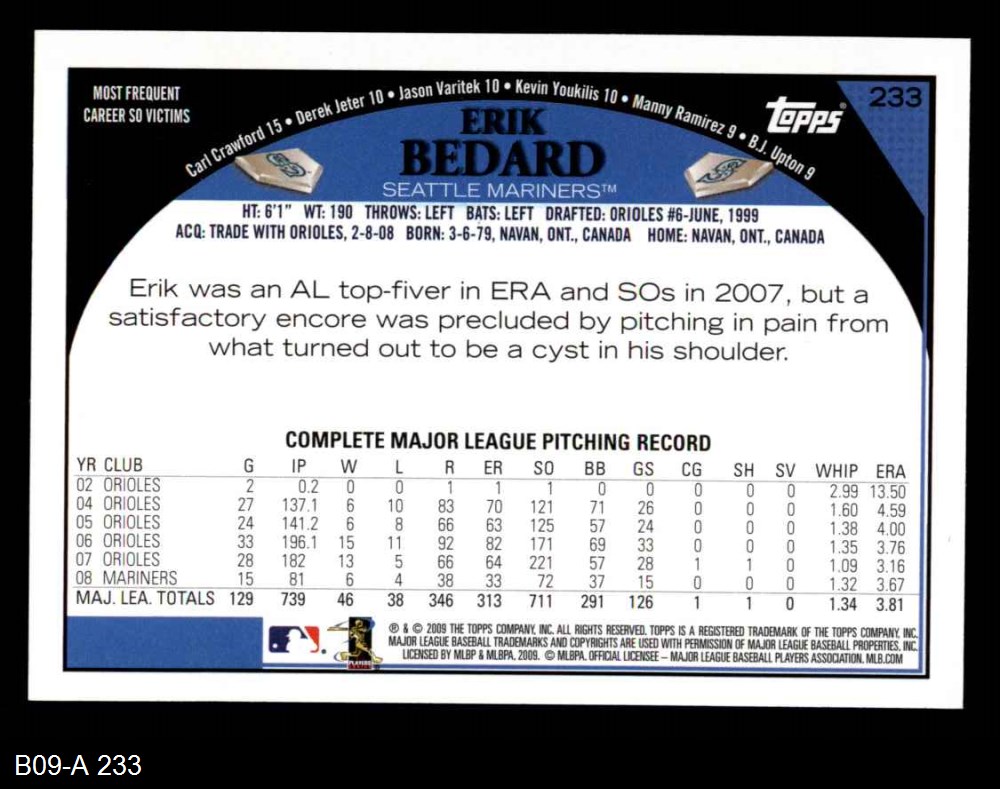 MOST FREQUENT
CAREER SO VICTIMS
Carl Crawford 15 • Derek Jeter 10 • Jason Varitek 10 • Kevin Youkilis 10 • Manny Ramirez 9 • B.J. Upton 9
topps®
233
ERIK
BEDARD
SEATTLE MARINERS™
HT: 6'1" WT: 190 THROWS: LEFT BATS: LEFT DRAFTED: ORIOLES #6-JUNE, 1999
ACQ: TRADE WITH ORIOLES, 2-8-08 BORN: 3-6-79, NAVAN, ONT., CANADA HOME: NAVAN, ONT., CANADA
Erik was an AL top-fiver in ERA and SOs in 2007, but a
satisfactory encore was precluded by pitching in pain from
what turned out to be a cyst in his shoulder.
COMPLETE MAJOR LEAGUE PITCHING RECORD
YR CLUB G IP W L R ER SO BB GS CG SH SV WHIP ERA
02 ORIOLES 2 0.2 0 0 1 1 1 0 0 0 0 0 2.99 13.50
04 ORIOLES 27 137.1 6 10 83 70 121 71 26 0 0 0 1.60 4.59
05 ORIOLES 24 141.2 6 8 66 63 125 57 24 0 0 0 1.38 4.00
06 ORIOLES 33 196.1 15 11 92 82 171 69 33 0 0 0 1.35 3.76
07 ORIOLES 28 182 13 5 66 64 221 57 28 1 1 0 1.09 3.16
08 MARINERS 15 81 6 4 38 33 72 37 15 0 0 0 1.32 3.67
MAJ. LEA. TOTALS 129 739 46 38 346 313 711 291 126 1 1 0 1.34 3.81
® & © 2009 THE TOPPS COMPANY, INC. ALL RIGHTS RESERVED. TOPPS IS A REGISTERED TRADEMARK OF THE TOPPS COMPANY, INC.
MAJOR LEAGUE BASEBALL TRADEMARKS AND COPYRIGHTS ARE USED WITH PERMISSION OF MAJOR LEAGUE BASEBALL PROPERTIES, INC.
LICENSED BY MLBP & MLBPA, 2009. © MLBPA. OFFICIAL LICENSEE – MAJOR LEAGUE BASEBALL PLAYERS ASSOCIATION. MLB.COM
PLAYERS
B09-A 233